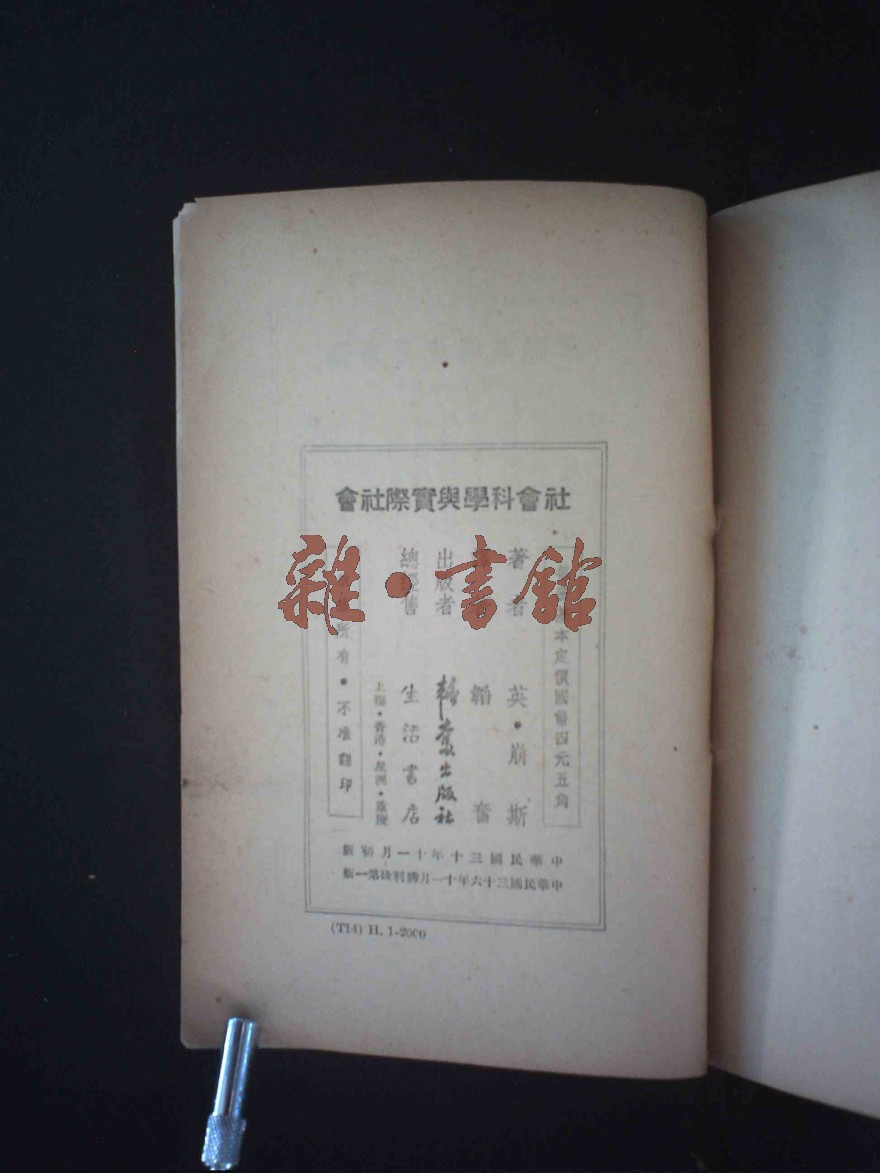 社會科學與實際社會
本定價國幣四元五角
著者　英•崩斯
韜奮
出版者　韜奮出版社
總經售　生活書店
上海•香港•星洲•重慶
所有•不准翻印
中華民國三十年十一月初版
中華民國三十六年十一月勝利後第一版
(T14) H. 1-2000
雜•書館